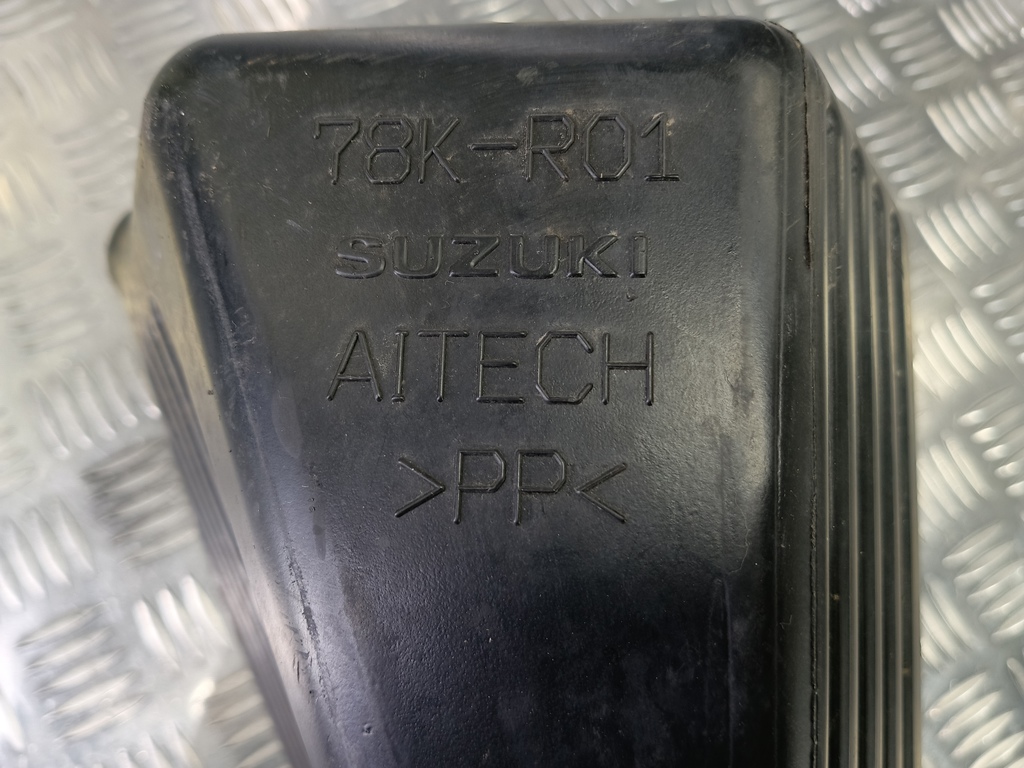 78K-R01
SUZUKI
AITECH
>PP<